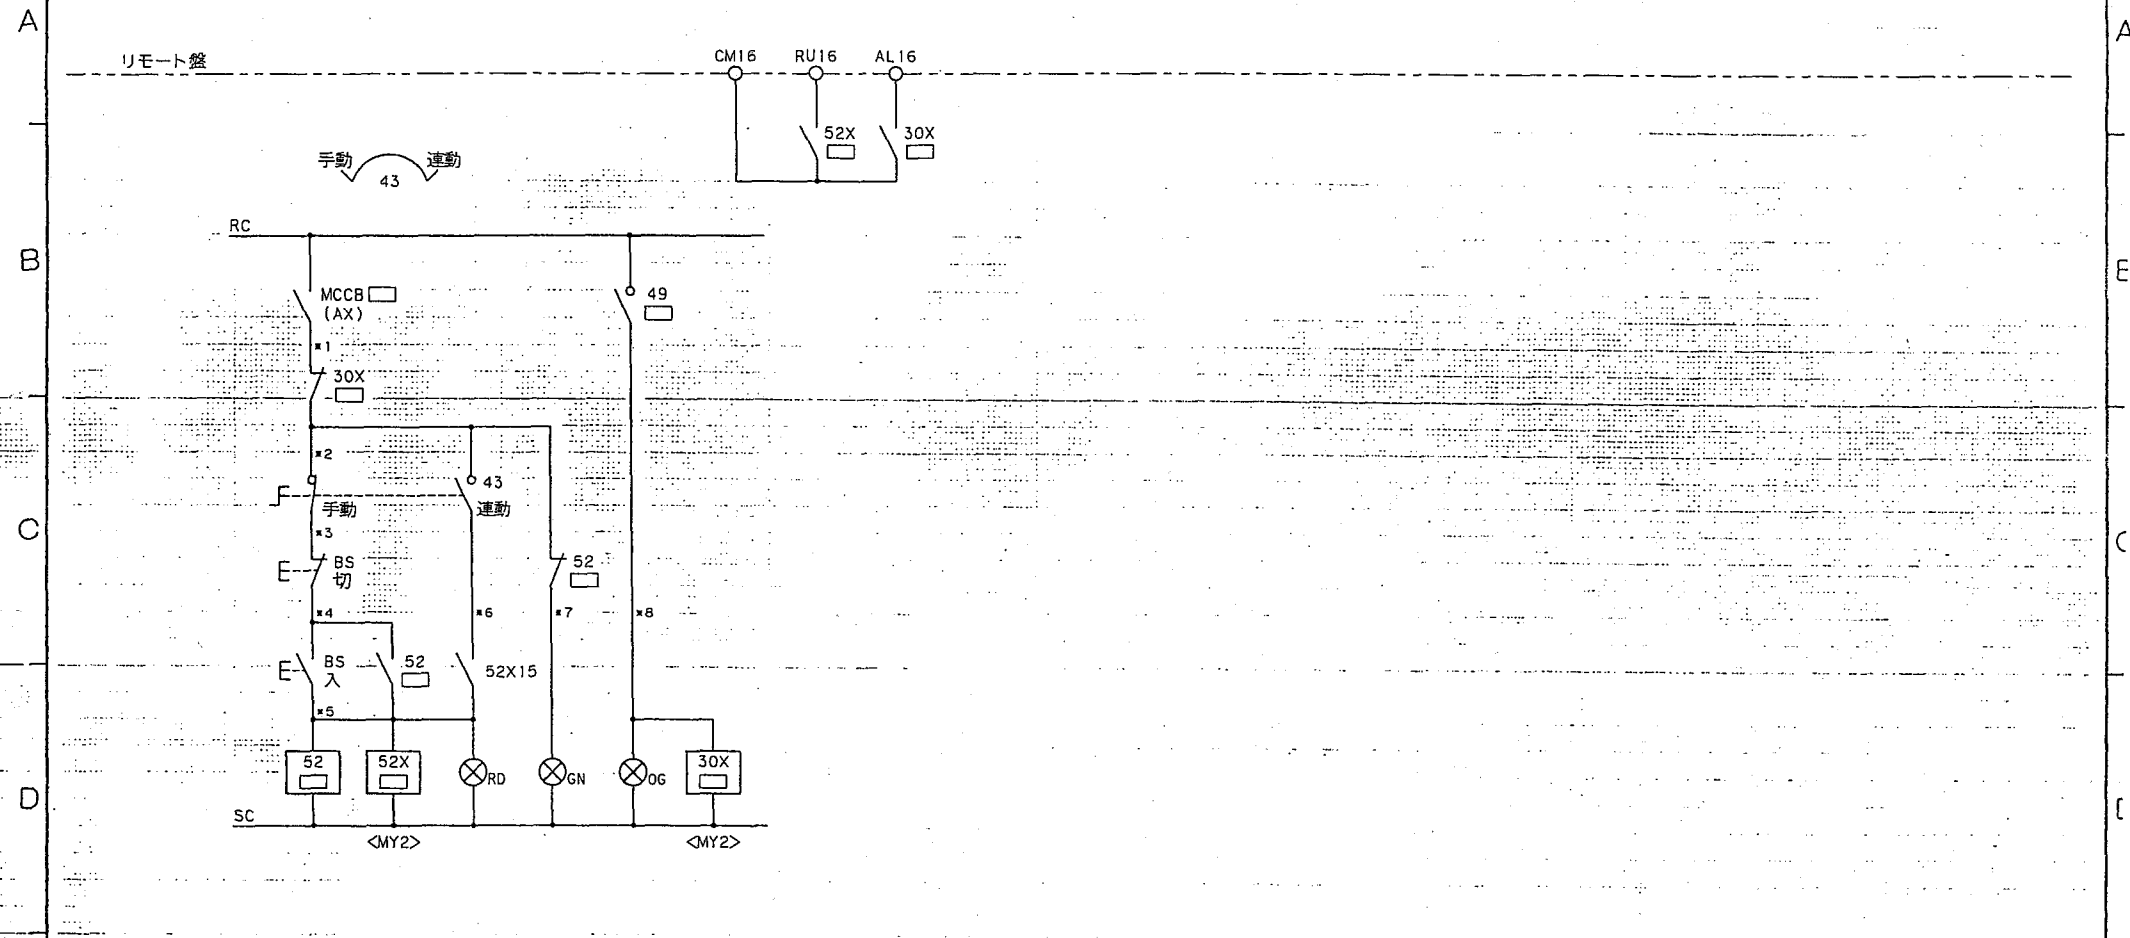 A
A
リモート盤
CM16 RU16 AL16
52X 30X
手動 連動
43
RC
B
MCCB
(AX)
49
*1
30X
*2
43
手動 連動
*3
C
BS
切
52
*4 *6 *7 *8
BS
入
52
52X15
*5
52 52X 30X
RD GN OG
D
SC
<MY2> <MY2>